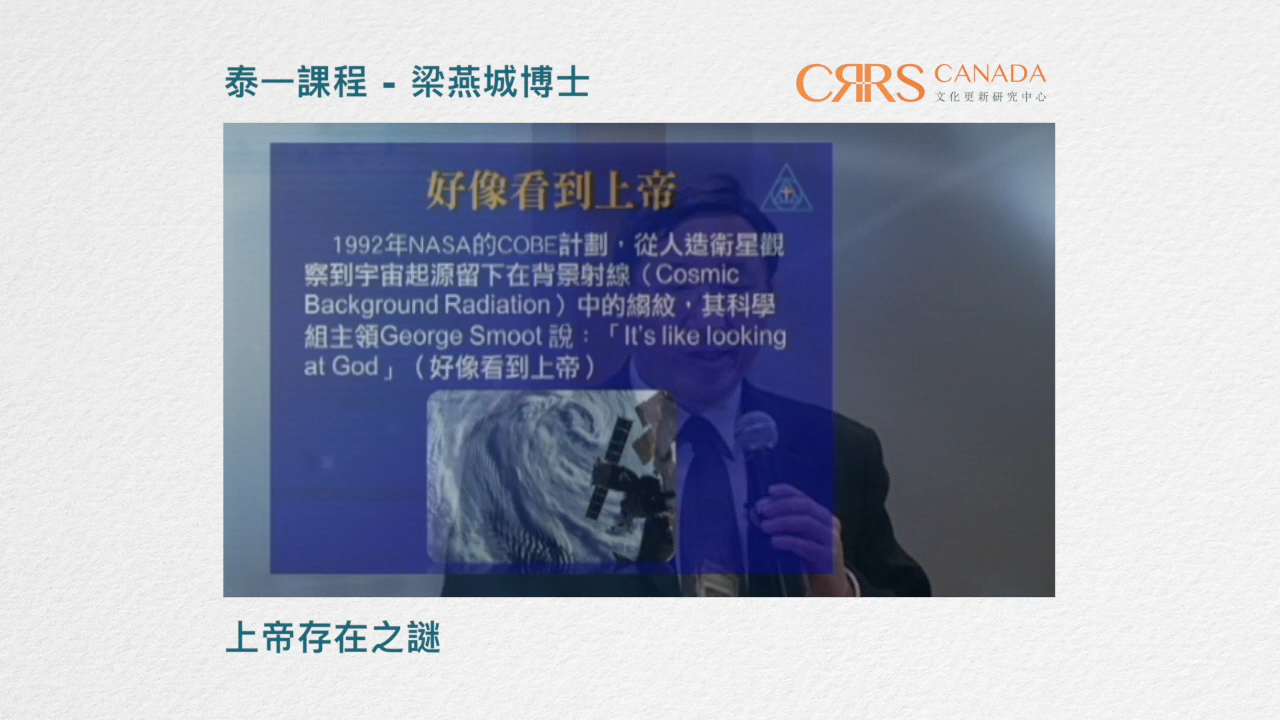 泰一課程 - 梁燕城博士
CRRS CANADA
文化更新研究中心
好像看到上帝
1992年NASA的COBE計劃，從人造衛星觀
察到宇宙起源留下在背景射線（Cosmic
Background Radiation）中的縐紋，其科學
組主領George Smoot 說：「It's like looking
at God」（好像看到上帝）
上帝存在之謎